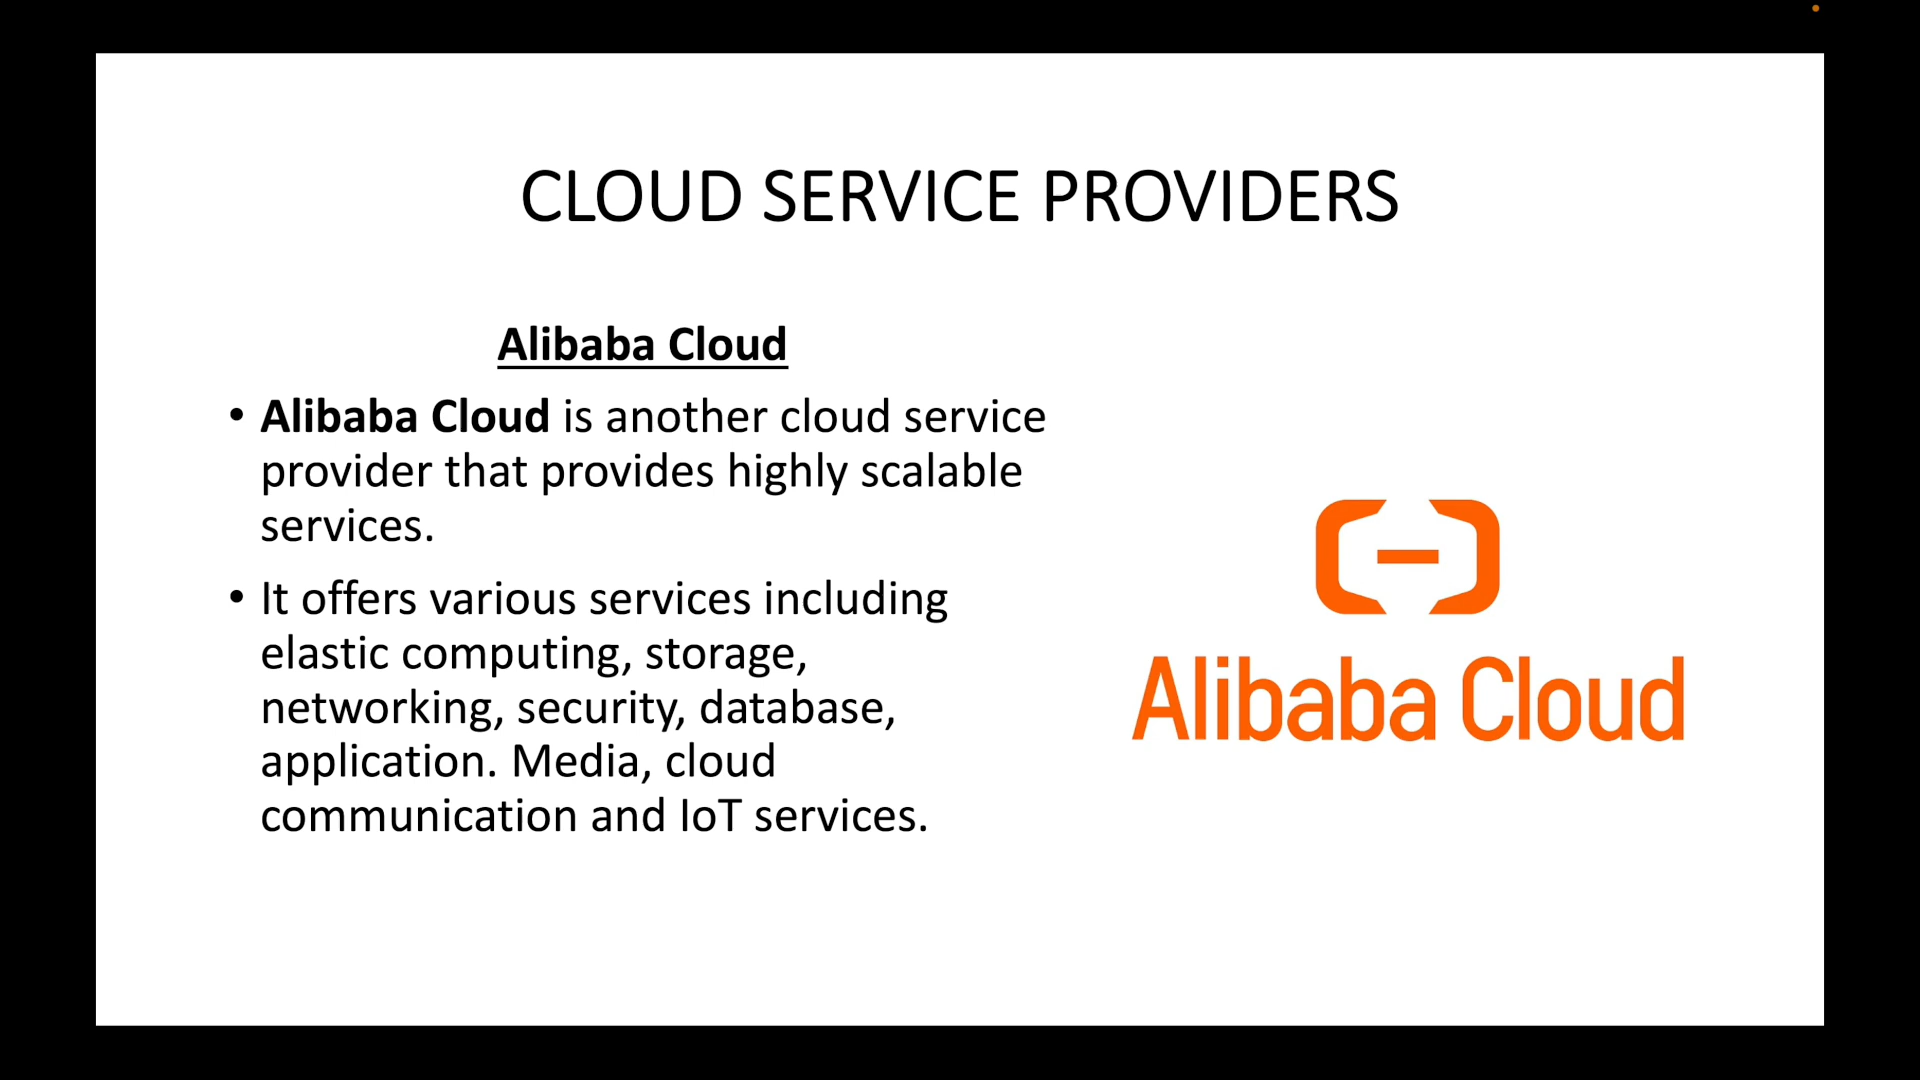 CLOUD SERVICE PROVIDERS
Alibaba Cloud
• Alibaba Cloud is another cloud service
provider that provides highly scalable
services.
• It offers various services including
elastic computing, storage,
networking, security, database,
application. Media, cloud
communication and IoT services.
Alibaba Cloud